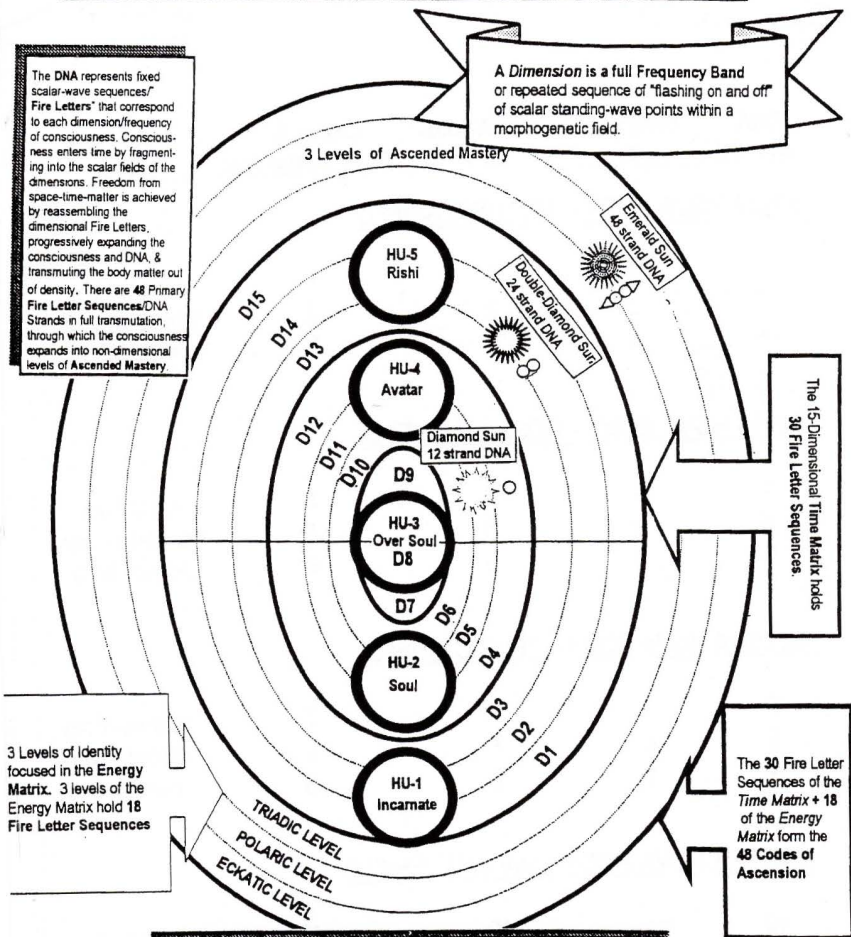 The DNA represents fixed
scalar-wave sequences/"
Fire Letters" that correspond
to each dimension/frequency
of consciousness. Conscious-
ness enters time by fragment-
ing into the scalar fields of the
dimensions. Freedom from
space-time-matter is achieved
by reassembling the
dimensional Fire Letters,
progressively expanding the
consciousness and DNA, &
transmuting the body matter out
of density. There are 48 Primary
Fire Letter Sequences/DNA
Strands in full transmutation,
through which the consciousness
expands into non-dimensional
levels of Ascended Mastery.
A Dimension is a full Frequency Band
or repeated sequence of "flashing on and off"
of scalar standing-wave points within a
morphogenetic field.
3 Levels of Ascended Mastery
Emerald Sun
48 strand DNA
Double-Diamond Sun,
24 strand DNA
HU-5
Rishi
D15
D14
D13
HU-4
Avatar
D12
D11
D10
Diamond Sun
12 strand DNA
D9
HU-3
Over Soul
D8
D7
D6
D5
D4
HU-2
Soul
D3
D2
D1
HU-1
Incarnate
TRIADIC LEVEL
POLARIC LEVEL
ECKATIC LEVEL
The 15-Dimensional Time Matrix holds
30 Fire Letter Sequences.
3 Levels of Identity
focused in the Energy
Matrix. 3 levels of the
Energy Matrix hold 18
Fire Letter Sequences
The 30 Fire Letter
Sequences of the
Time Matrix + 18
of the Energy
Matrix form the
48 Codes of
Ascension